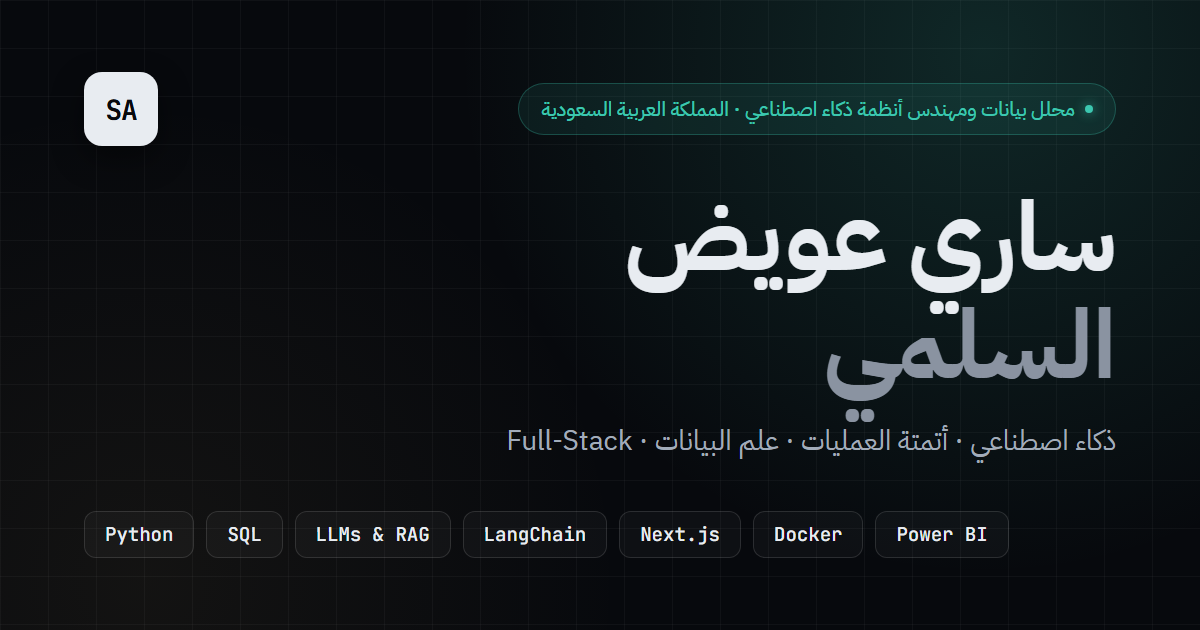 SA
محلل بيانات ومهندس أنظمة ذكاء اصطناعي · المملكة العربية السعودية
ساري عويض
السلمي
ذكاء اصطناعي · أتمتة العمليات · علم البيانات · Full-Stack
Python SQL LLMs & RAG LangChain Next.js Docker Power BI